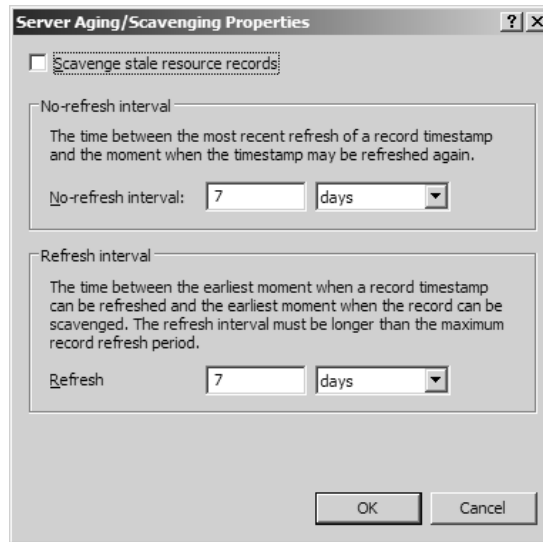 Server Aging/Scavenging Properties
Scavenge stale resource records
No-refresh interval
The time between the most recent refresh of a record timestamp
and the moment when the timestamp may be refreshed again.
No-refresh interval: 7 days
Refresh interval
The time between the earliest moment when a record timestamp
can be refreshed and the earliest moment when the record can be
scavenged. The refresh interval must be longer than the maximum
record refresh period.
Refresh 7 days
OK Cancel